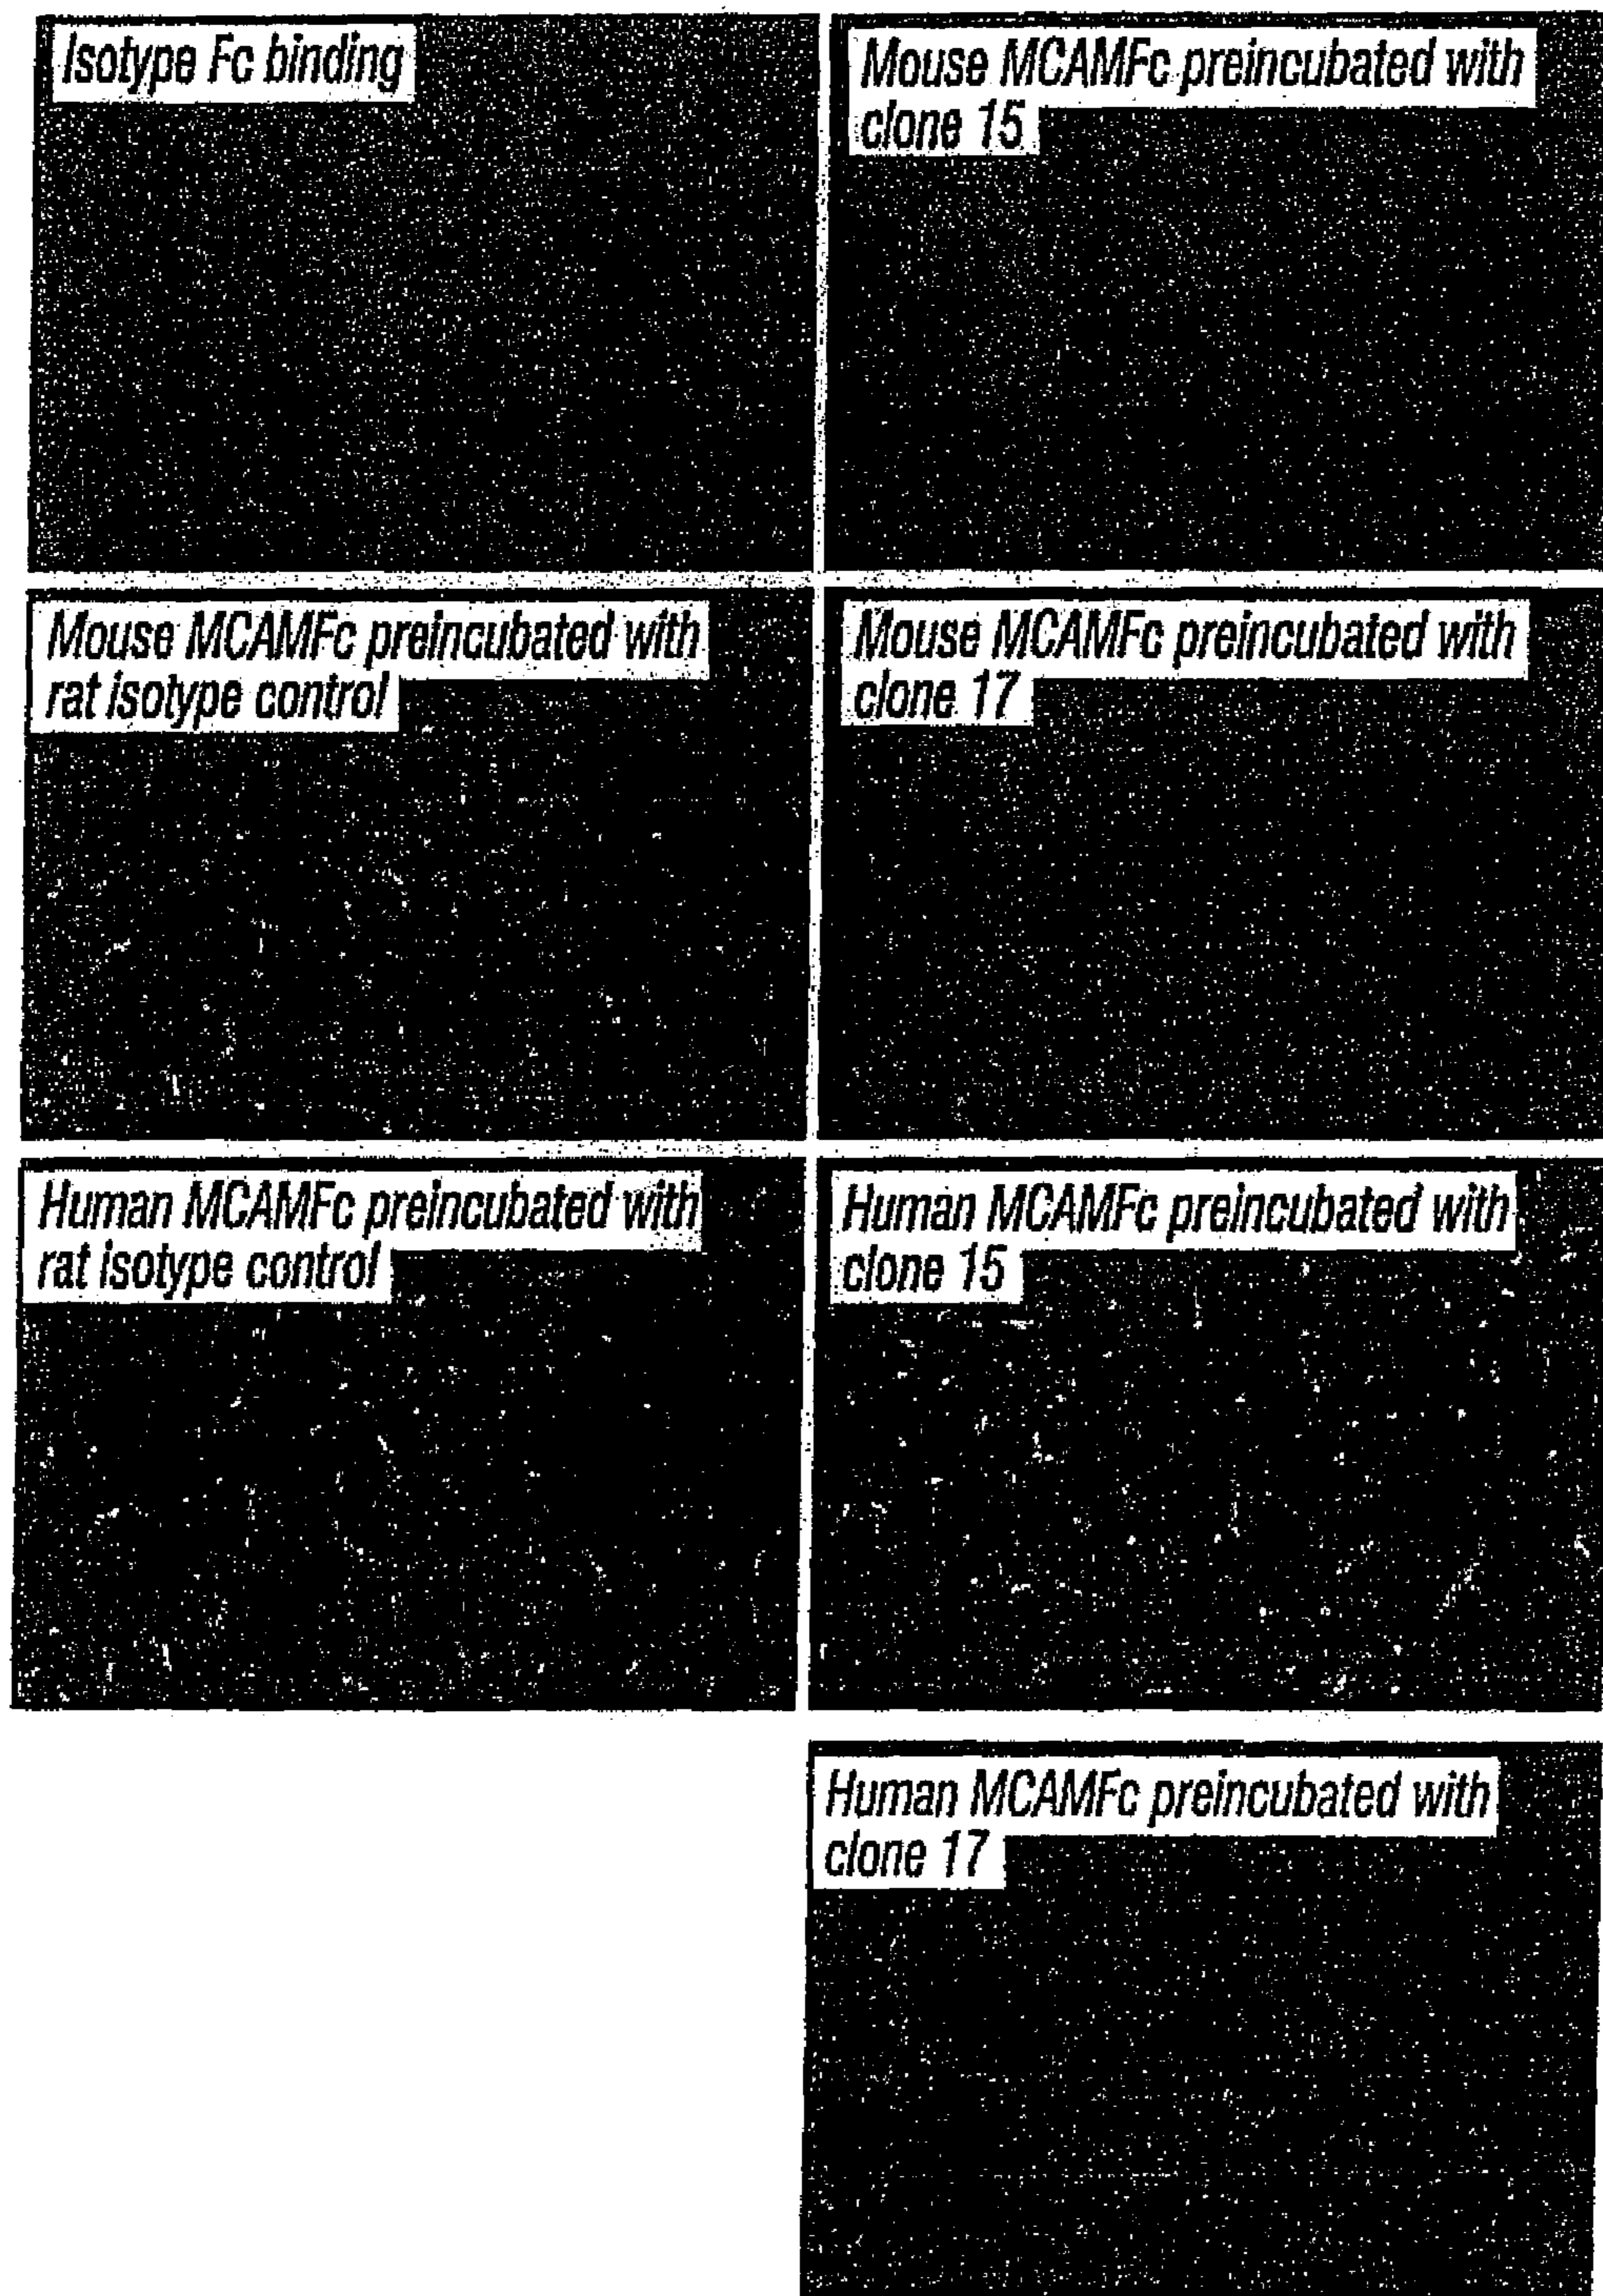 Isotype Fc binding
Mouse MCAMFc preincubated with
clone 15
Mouse MCAMFc preincubated with
rat isotype control
Mouse MCAMFc preincubated with
clone 17
Human MCAMFc preincubated with
rat isotype control
Human MCAMFc preincubated with
clone 15
Human MCAMFc preincubated with
clone 17